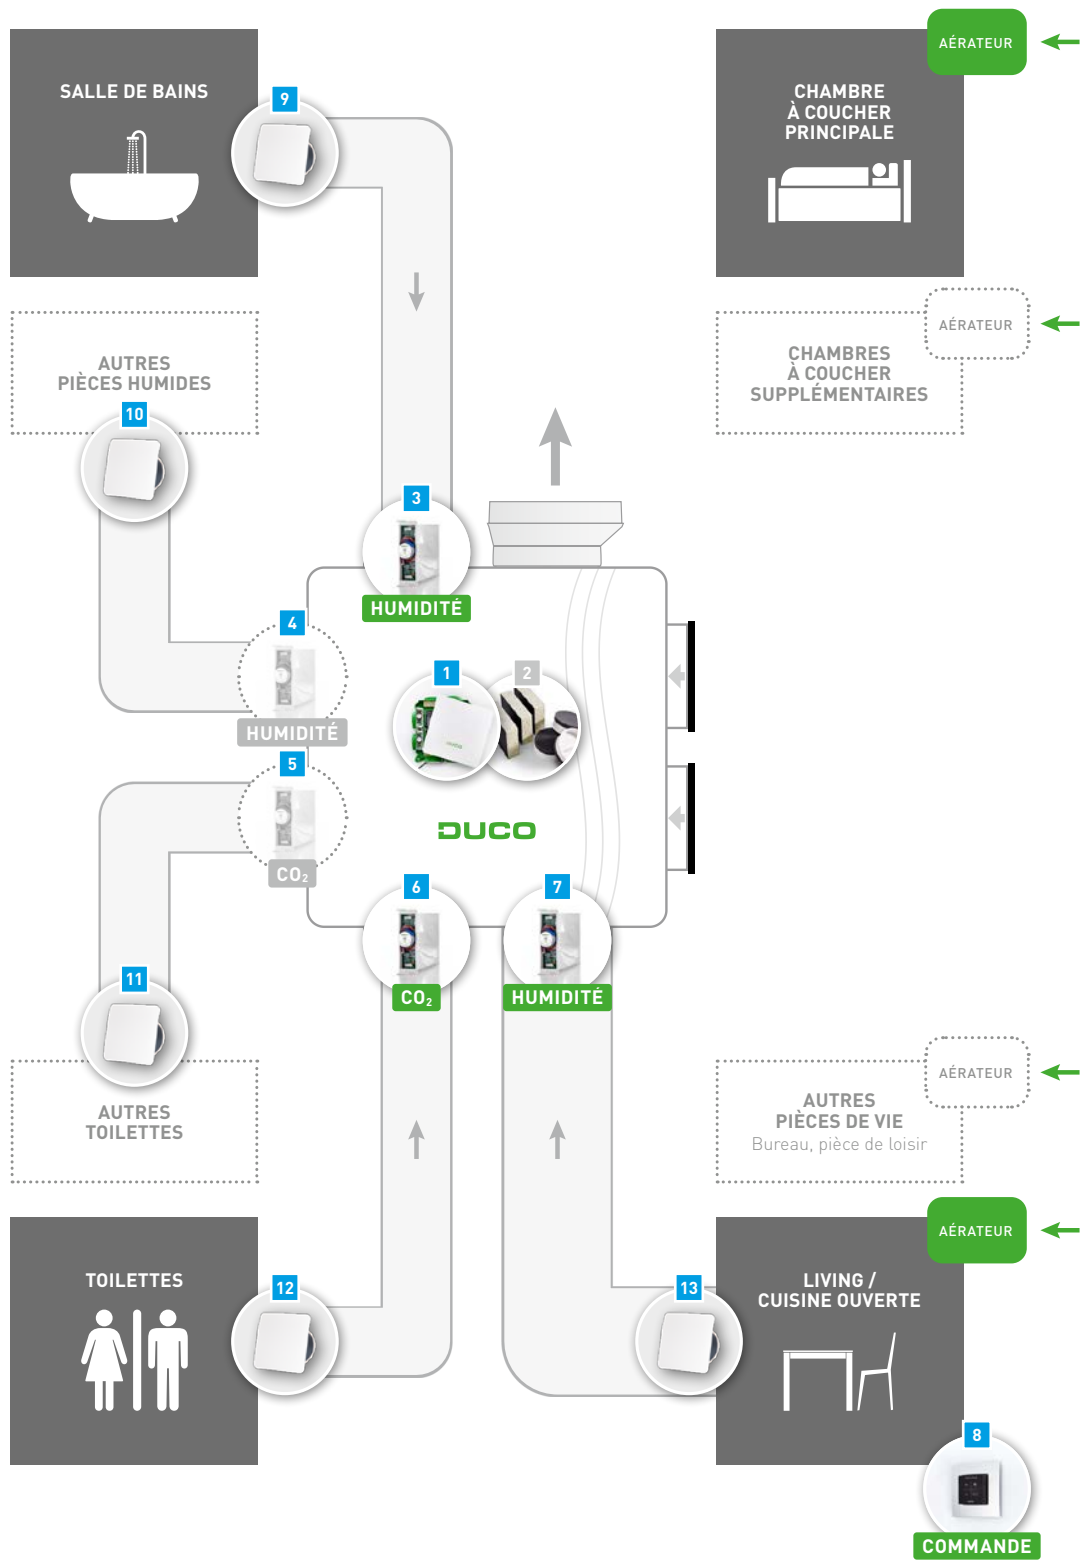 AÉRATEUR
SALLE DE BAINS
9
CHAMBRE
À COUCHER
PRINCIPALE
AUTRES
PIÈCES HUMIDES
10
AÉRATEUR
CHAMBRES
À COUCHER
SUPPLÉMENTAIRES
3
HUMIDITÉ
4
HUMIDITÉ
1
2
5
CO₂
DUCO
6
CO₂
7
HUMIDITÉ
11
AUTRES
TOILETTES
AÉRATEUR
AUTRES
PIÈCES DE VIE
Bureau, pièce de loisir
AÉRATEUR
TOILETTES
12
13
LIVING /
CUISINE OUVERTE
8
COMMANDE